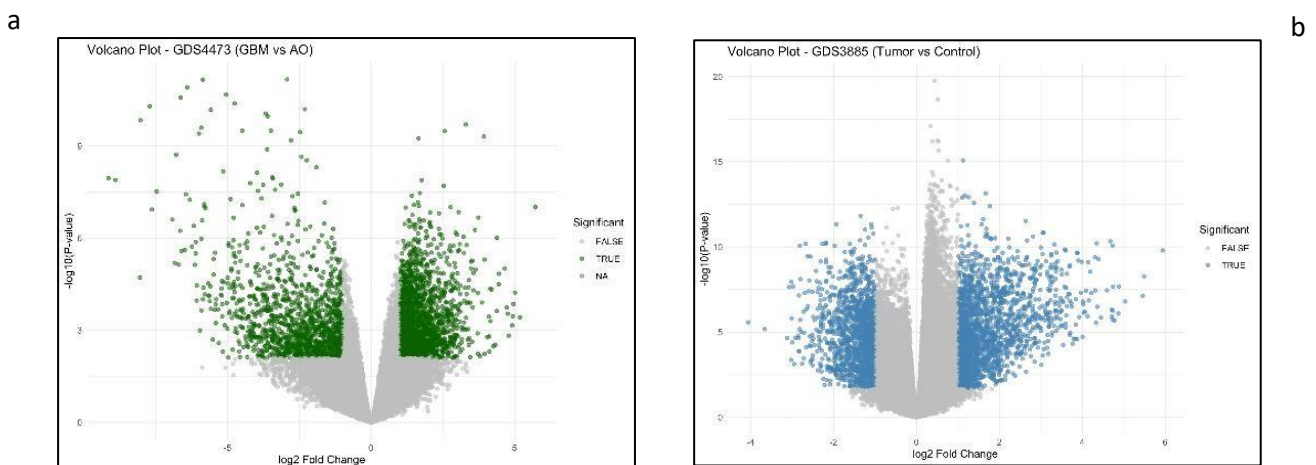 a
b
Volcano Plot - GDS4473 (GBM vs AO)
-log10(P-value)
9
6
3
0
-5
0
5
log2 Fold Change
Significant
FALSE
TRUE
NA
Volcano Plot - GDS3885 (Tumor vs Control)
-log10(P-value)
20
15
10
5
0
-4
-2
0
2
4
6
log2 Fold Change
Significant
FALSE
TRUE